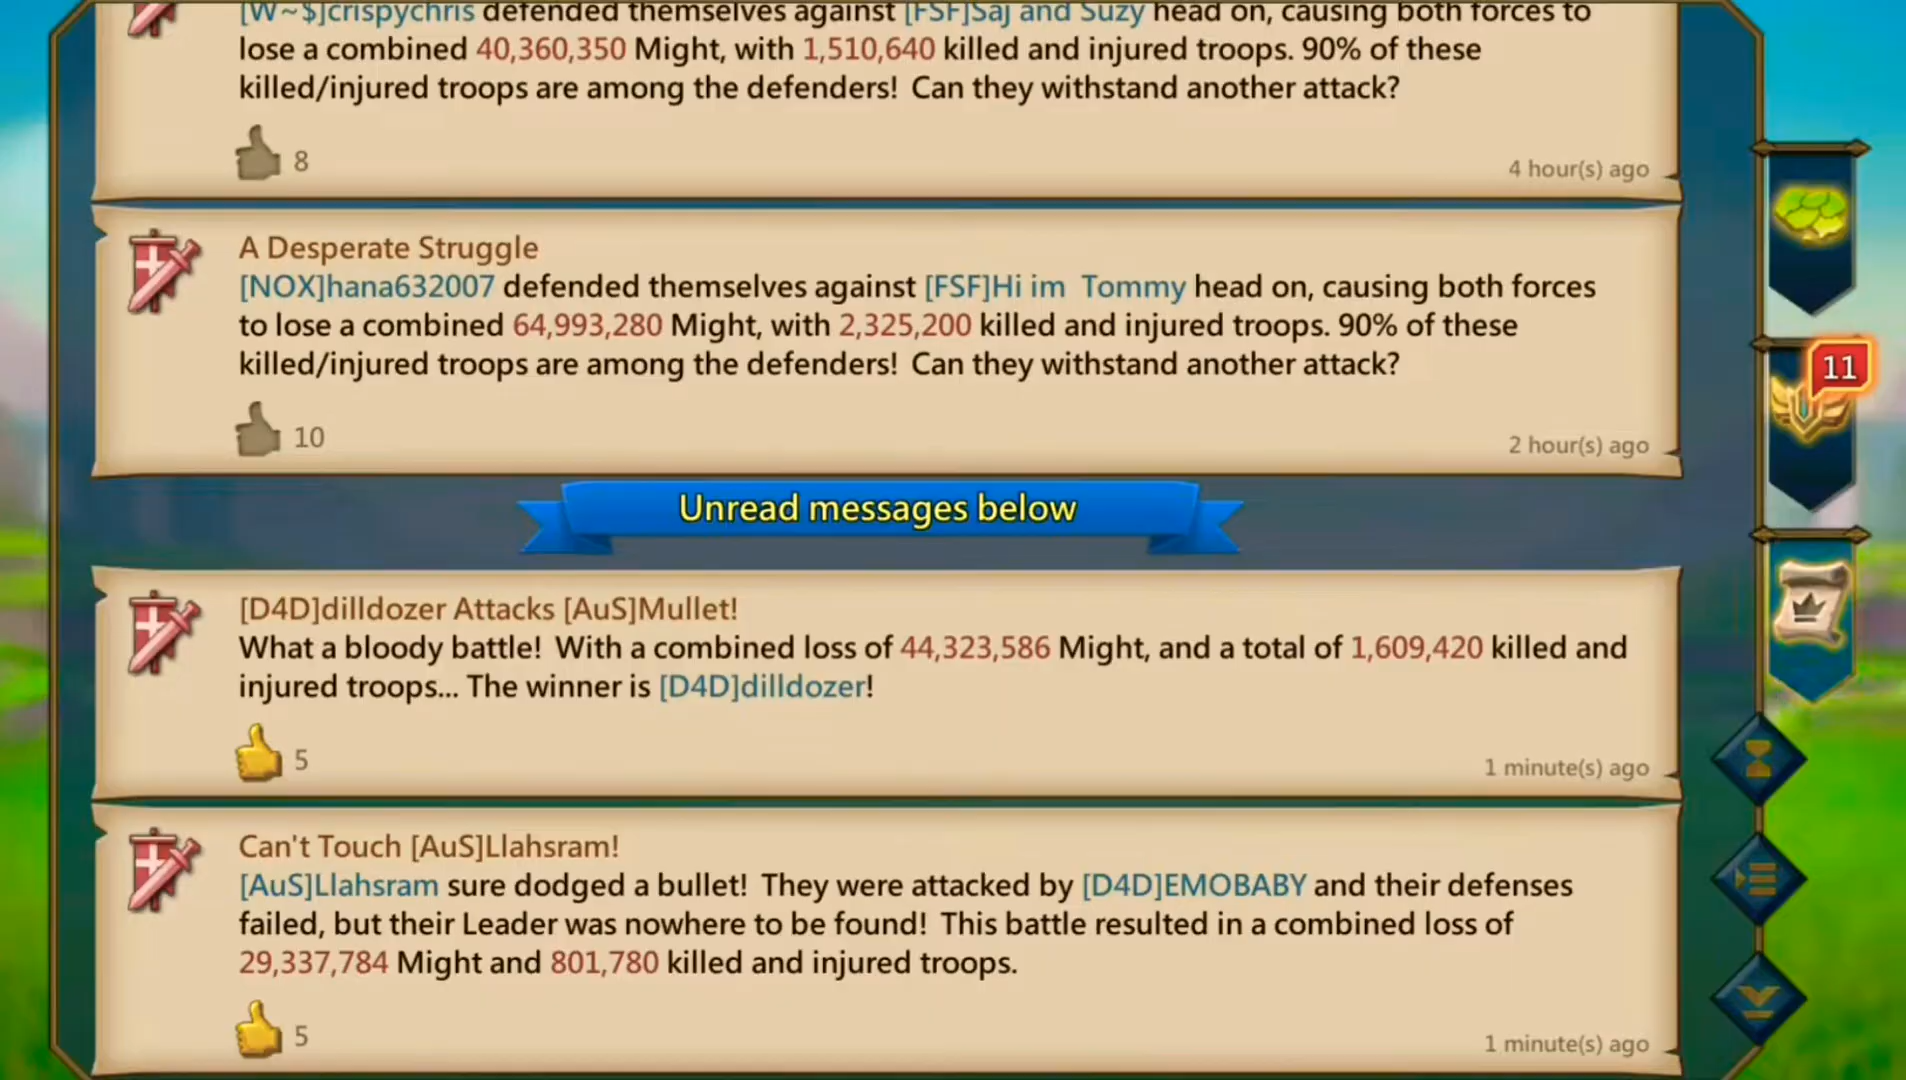 [W~$]crispychris defended themselves against [FSF]Saj and Suzy head on, causing both forces to
lose a combined 40,360,350 Might, with 1,510,640 killed and injured troops. 90% of these
killed/injured troops are among the defenders! Can they withstand another attack?
8
4 hour(s) ago
A Desperate Struggle
[NOX]hana632007 defended themselves against [FSF]Hi im  Tommy head on, causing both forces
to lose a combined 64,993,280 Might, with 2,325,200 killed and injured troops. 90% of these
killed/injured troops are among the defenders! Can they withstand another attack?
10
2 hour(s) ago
11
Unread messages below
[D4D]dilldozer Attacks [AuS]Mullet!
What a bloody battle! With a combined loss of 44,323,586 Might, and a total of 1,609,420 killed and
injured troops... The winner is [D4D]dilldozer!
5
1 minute(s) ago
Can't Touch [AuS]Llahsram!
[AuS]Llahsram sure dodged a bullet! They were attacked by [D4D]EMOBABY and their defenses
failed, but their Leader was nowhere to be found! This battle resulted in a combined loss of
29,337,784 Might and 801,780 killed and injured troops.
5
1 minute(s) ago